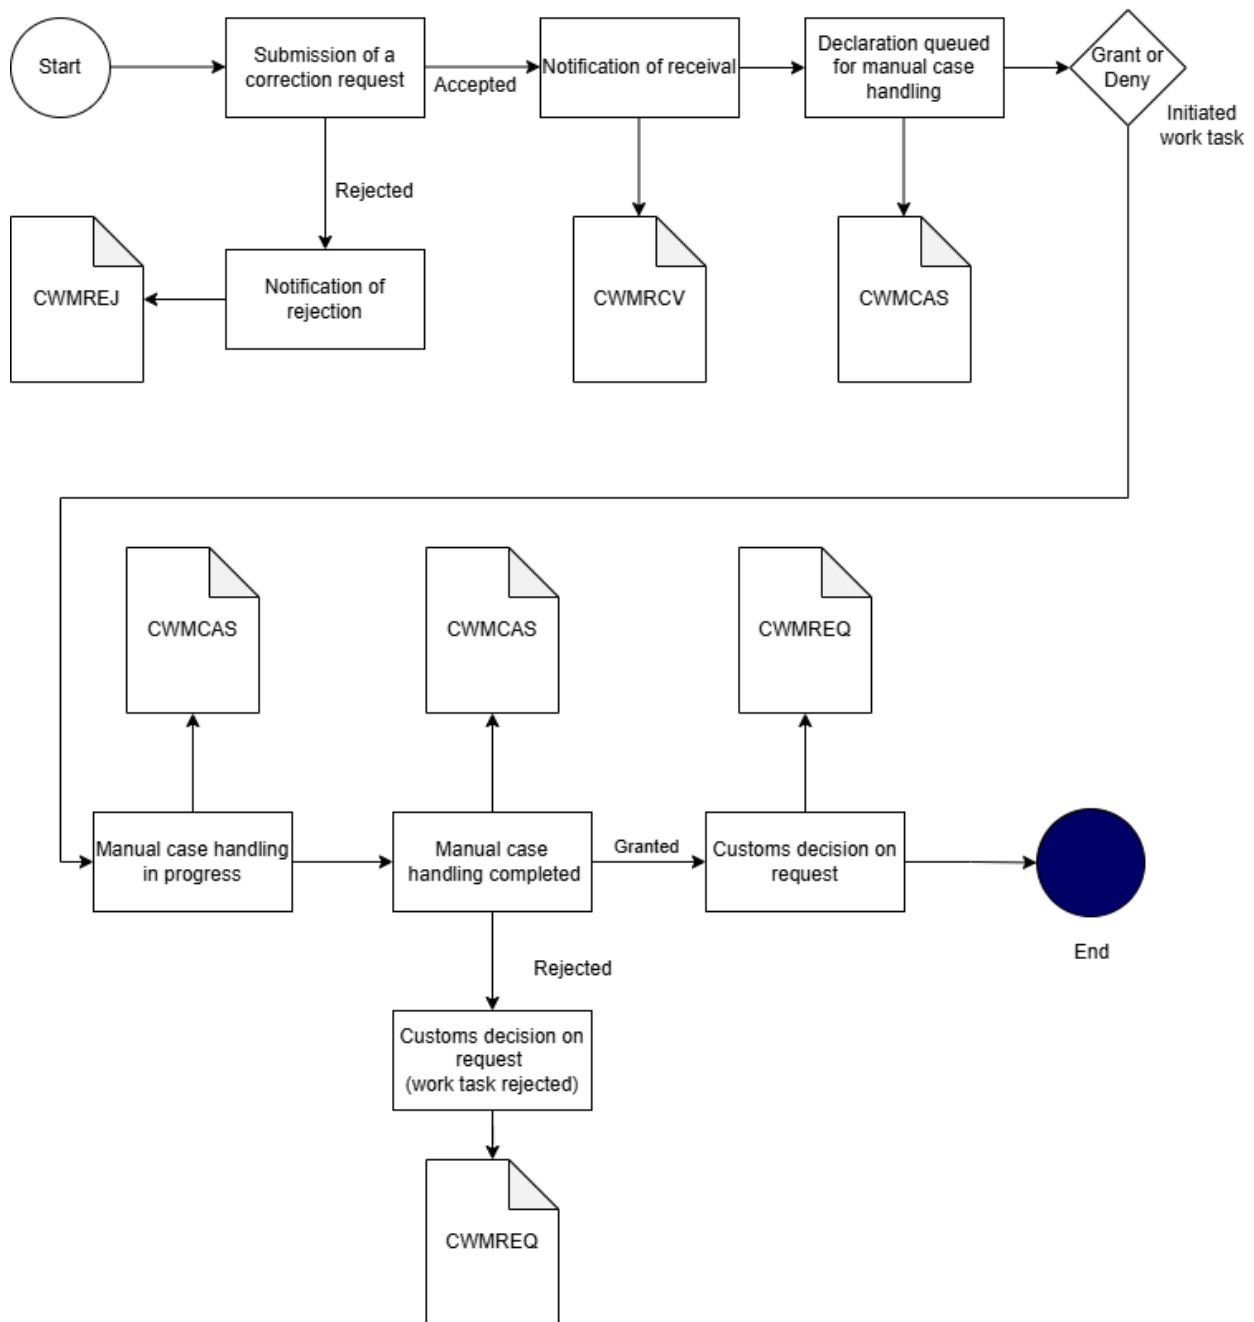 Start
Submission of a
correction request
Accepted
Notification of receival
Declaration queued
for manual case
handling
Grant or
Deny
Initiated
work task
Rejected
CWMREJ
Notification of
rejection
CWMRCV
CWMCAS
CWMCAS
CWMCAS
CWMREQ
Manual case handling
in progress
Manual case
handling completed
Granted
Customs decision on
request
End
Rejected
Customs decision on
request
(work task rejected)
CWMREQ